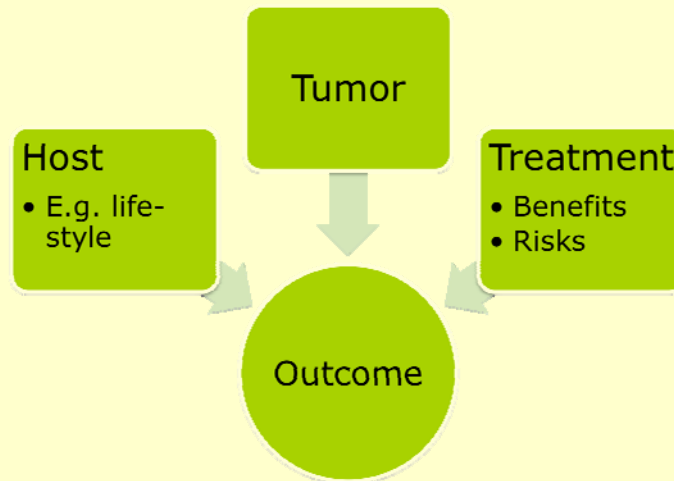 Tumor
Host
• E.g. life-
style
Treatment
• Benefits
• Risks
Outcome